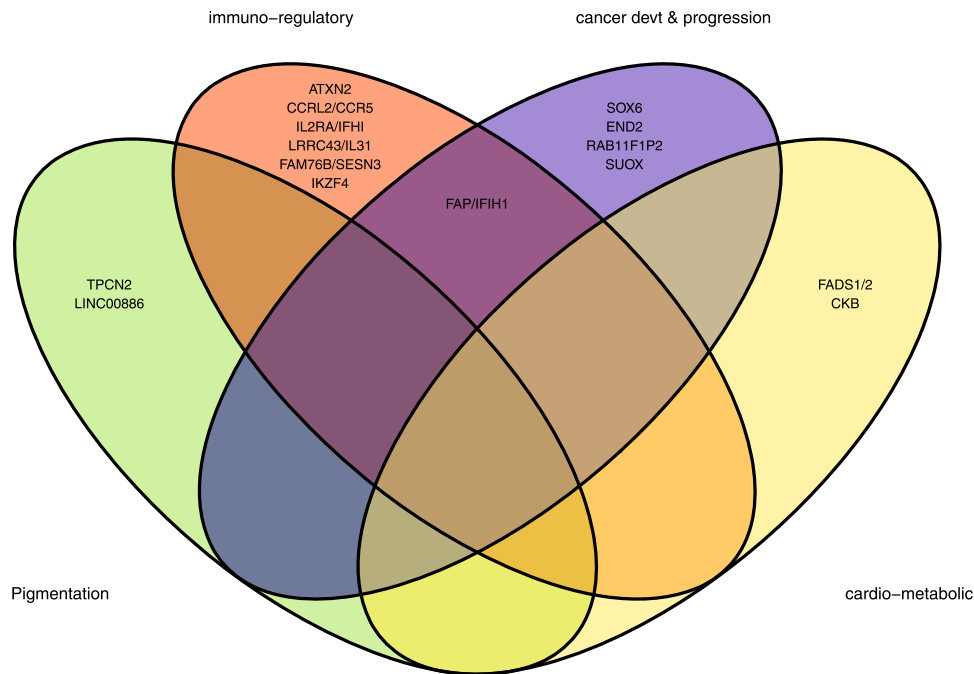 immuno−regulatory
cancer devt & progression
ATXN2
CCRL2/CCR5
IL2RA/IFHI
LRRC43/IL31
FAM76B/SESN3
IKZF4
SOX6
END2
RAB11F1P2
SUOX
FAP/IFIH1
TPCN2
LINC00886
FADS1/2
CKB
Pigmentation
cardio−metabolic